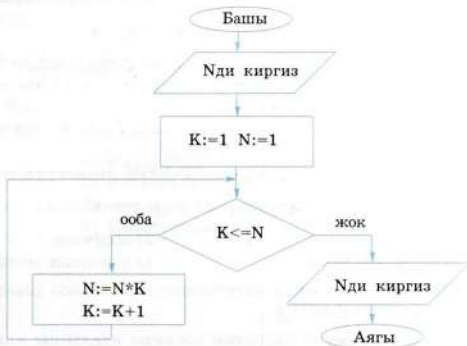 Башы
Nди киргиз
K:=1 N:=1
ооба
K<=N
жок
N:=N*K
K:=K+1
Nди киргиз
Аягы